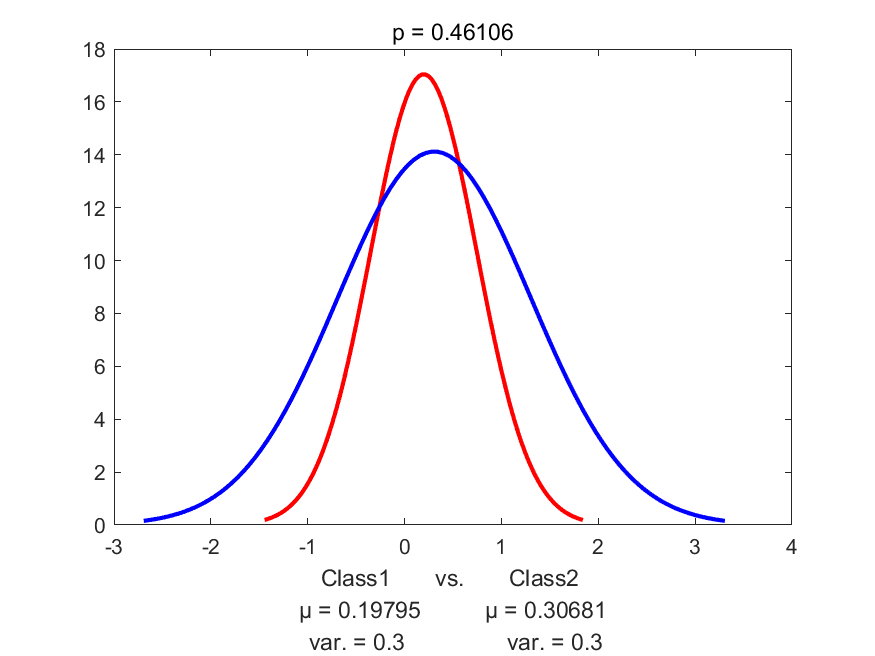 p = 0.46106
18
16
14
12
10
8
6
4
2
0
-3 -2 -1 0 1 2 3 4
Class1 vs. Class2
μ = 0.19795 μ = 0.30681
var. = 0.3 var. = 0.3